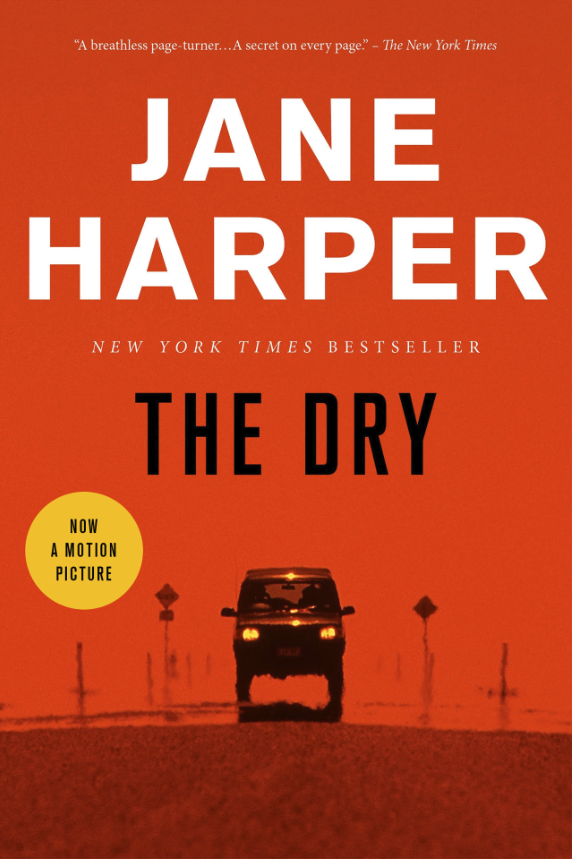 “A breathless page-turner…A secret on every page.” – The New York Times
JANE
HARPER
NEW YORK TIMES BESTSELLER
THE DRY
NOW
A MOTION
PICTURE